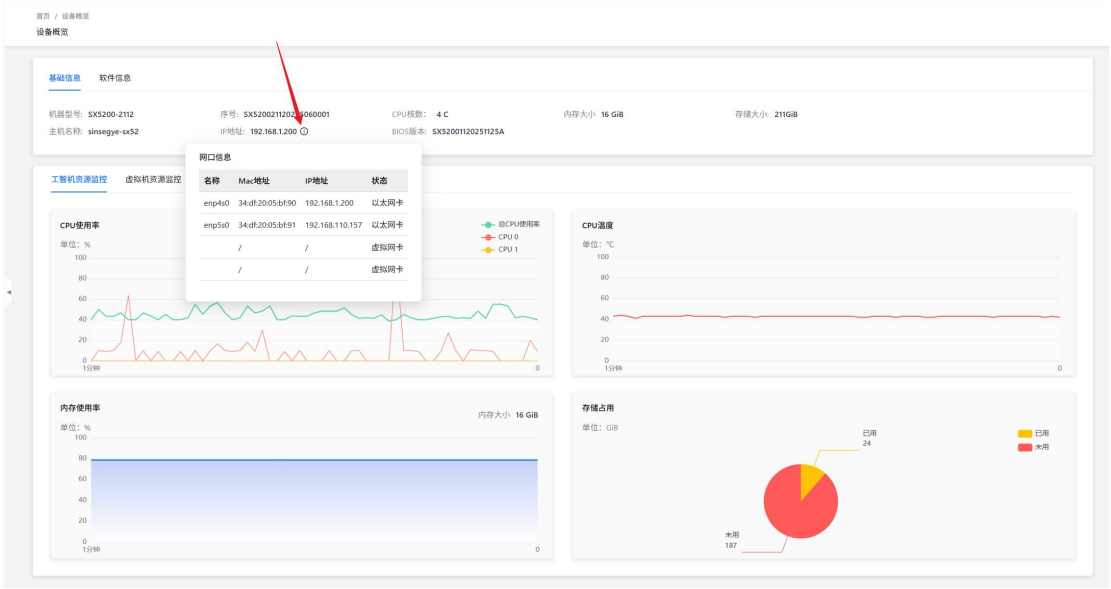 首页 / 设备概览
设备概览
基础信息 软件信息
机器型号: SX5200-2112 序号: CPU核数: 4 C 内存大小: 16 GiB 存储大小: 211GiB
主机名称: sinsegye-sx52 IP地址: 192.168.1.200 BIOS版本: SX52001120251125A
网口信息
名称 Mac地址 IP地址 状态
enp4s0 34:df:20:05:bf:90 192.168.1.200 以太网卡
enp5s0 34:df:20:05:bf:91 192.168.110.157 以太网卡
/ / 虚拟网卡
/ / 虚拟网卡
工智机资源监控 虚拟机资源监控
CPU使用率
单位: %
总CPU使用率
CPU 0
CPU 1
100
80
60
40
20
0
1分钟 0
CPU温度
单位: ℃
100
80
60
40
20
0
1分钟 0
内存使用率
内存大小 16 GiB
单位: %
100
80
60
40
20
0
1分钟 0
存储占用
单位: GiB
已用
24
已用
未用
未用
187